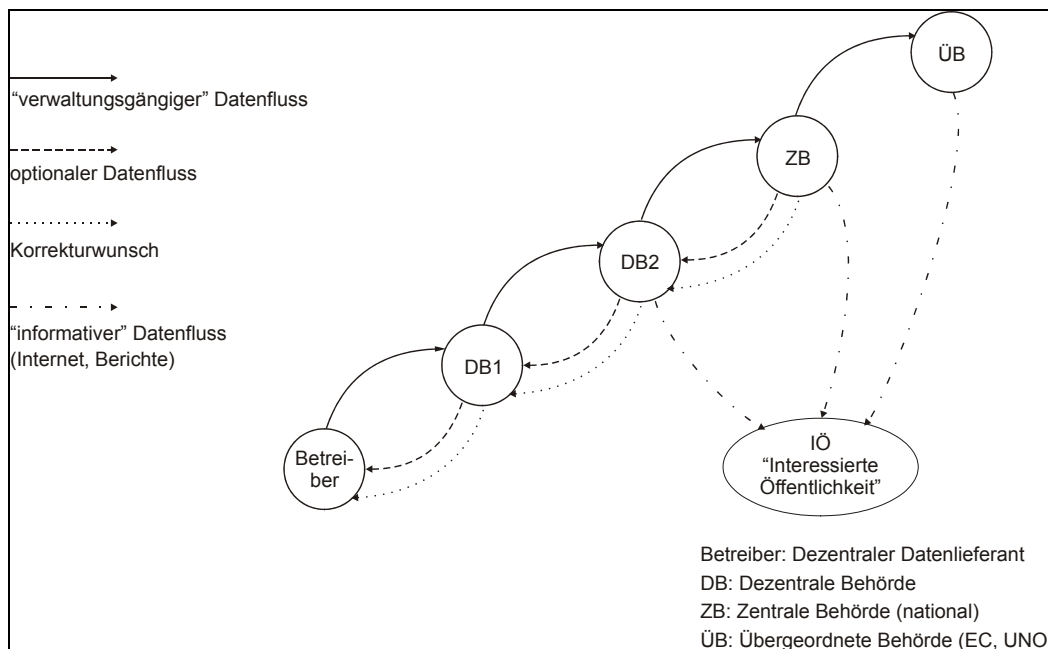 “verwaltungsgängiger” Datenfluss
optionaler Datenfluss
Korrekturwunsch
“informativer” Datenfluss
(Internet, Berichte)
ÜB
ZB
DB2
DB1
Betrei-
ber
IÖ
“Interessierte
Öffentlichkeit”
Betreiber: Dezentraler Datenlieferant
DB: Dezentrale Behörde
ZB: Zentrale Behörde (national)
ÜB: Übergeordnete Behörde (EC, UNO